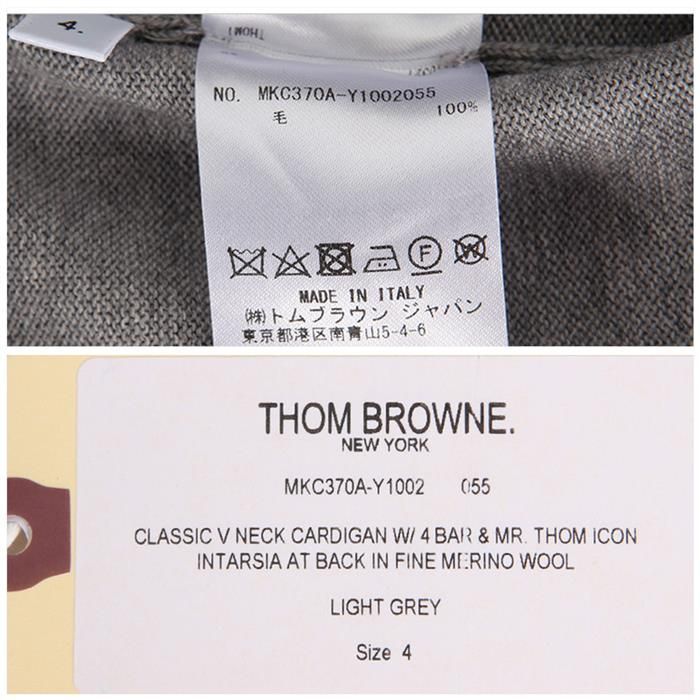 4.
THOM
NO. MKC370A-Y1002055
毛 100%
F
W
MADE IN ITALY
㈱トムブラウン ジャパン
東京都港区南青山5-4-6
THOM BROWNE.
NEW YORK
MKC370A-Y1002 055
CLASSIC V NECK CARDIGAN W/ 4 BAR & MR. THOM ICON
INTARSIA AT BACK IN FINE MERINO WOOL
LIGHT GREY
Size 4